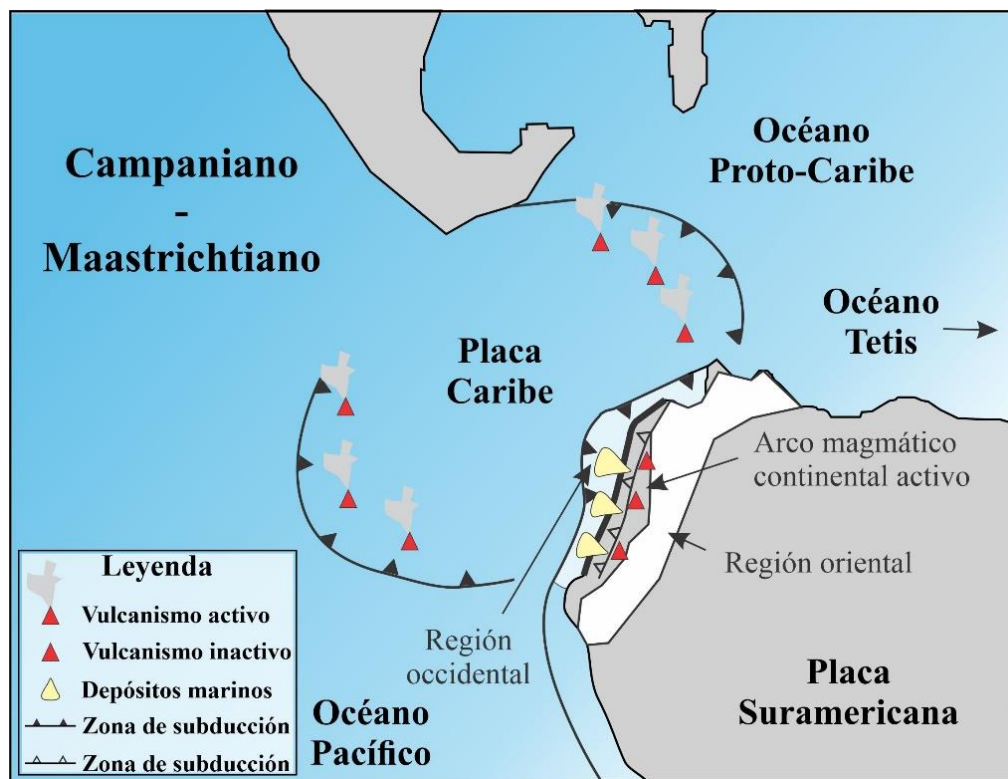 Campaniano
-
Maastrichtiano
Océano
Proto-Caribe
Océano
Tetis
Placa
Caribe
Arco magmático
continental activo
Región oriental
Región
occidental
Placa
Suramericana
Océano
Pacífico
Leyenda
Vulcanismo activo
Vulcanismo inactivo
Depósitos marinos
Zona de subducción
Zona de subducción